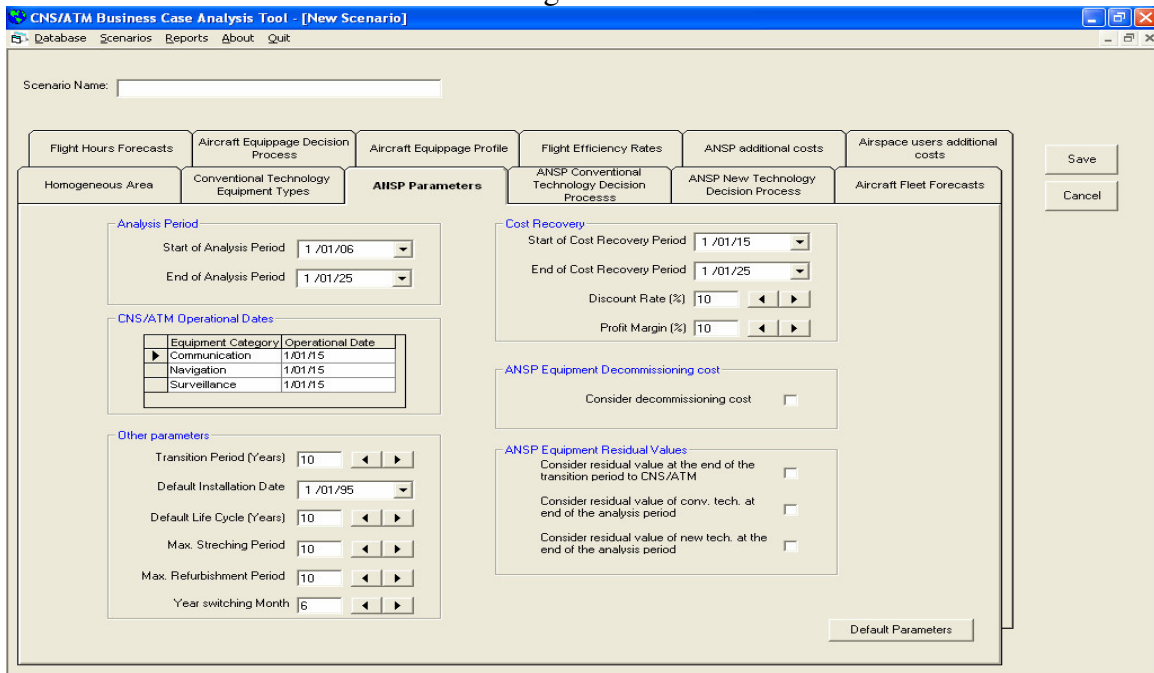 CNS/ATM Business Case Analysis Tool - [New Scenario]
Database Scenarios Reports About Quit
Scenario Name:
Flight Hours Forecasts
Aircraft Equippage Decision
Process
Aircraft Equippage Profile
Flight Efficiency Rates
ANSP additional costs
Airspace users additional
costs
Homogeneous Area
Conventional Technology
Equipment Types
ANSP Parameters
ANSP Conventional
Technology Decision
Processs
ANSP New Technology
Decision Process
Aircraft Fleet Forecasts
Save
Cancel
Analysis Period
Start of Analysis Period 1 /01/06
End of Analysis Period 1 /01/25
CNS/ATM Operational Dates
Equipment Category Operational Date
Communication 1/01/15
Navigation 1/01/15
Surveillance 1/01/15
Other parameters
Transition Period (Years) 10
Default Installation Date 1 /01/95
Default Life Cycle (Years) 10
Max. Streching Period 10
Max. Refurbishment Period 10
Year switching Month 6
Cost Recovery
Start of Cost Recovery Period 1 /01/15
End of Cost Recovery Period 1 /01/25
Discount Rate (%) 10
Profit Margin (%) 10
ANSP Equipment Decommissioning cost
Consider decommissioning cost
ANSP Equipment Residual Values
Consider residual value at the end of the
transition period to CNS/ATM
Consider residual value of conv. tech. at
end of the analysis period
Consider residual value of new tech. at the
end of the analysis period
Default Parameters